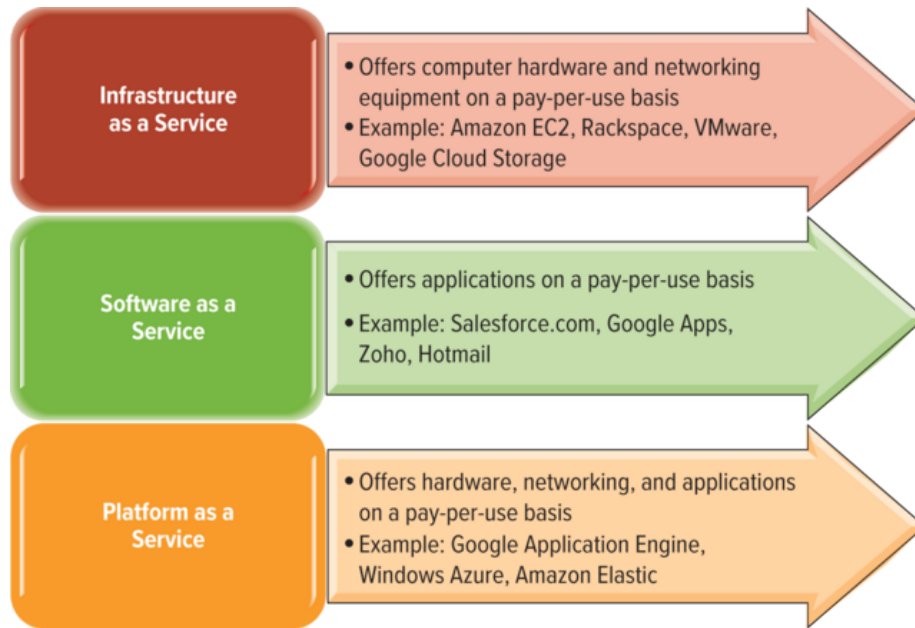 Infrastructure
as a Service
• Offers computer hardware and networking
equipment on a pay-per-use basis
• Example: Amazon EC2, Rackspace, VMware,
Google Cloud Storage
Software as a
Service
• Offers applications on a pay-per-use basis
• Example: Salesforce.com, Google Apps,
Zoho, Hotmail
Platform as a
Service
• Offers hardware, networking, and applications
on a pay-per-use basis
• Example: Google Application Engine,
Windows Azure, Amazon Elastic